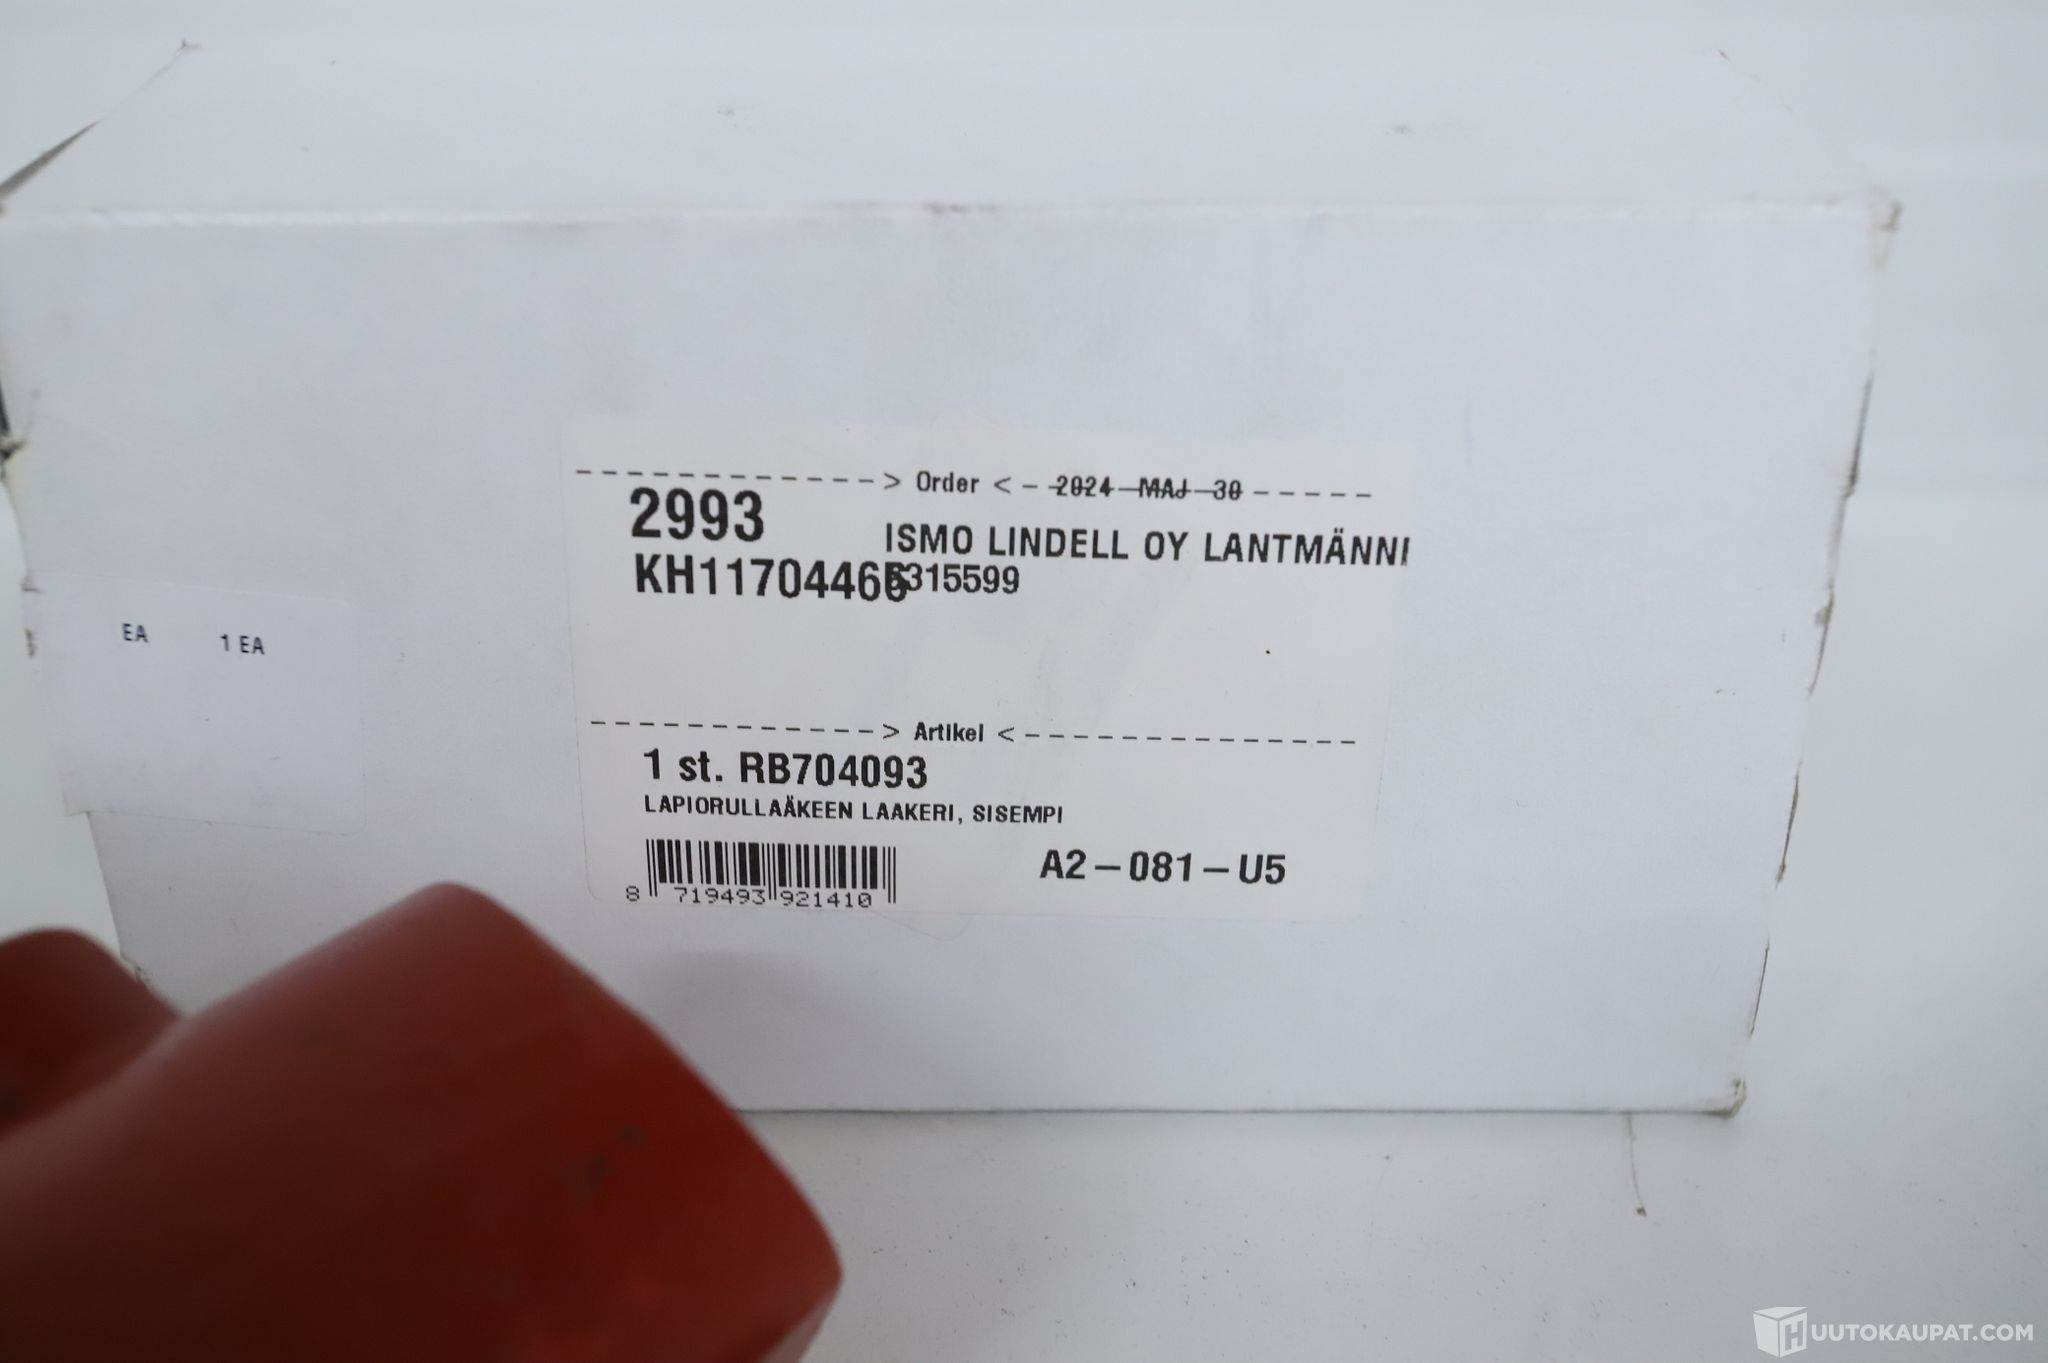 > Order < - 2024-MAJ-30 - - - - -
2993
ISMO LINDELL OY LANTMÄNNI
KH11704466
5315599
EA 1 EA
> Artikel <
1 st. RB704093
LAPIORULLAÄKEEN LAAKERI, SISEMPI
A2-081-U5
8 719493 921410
HUUTOKAUPAT.COM